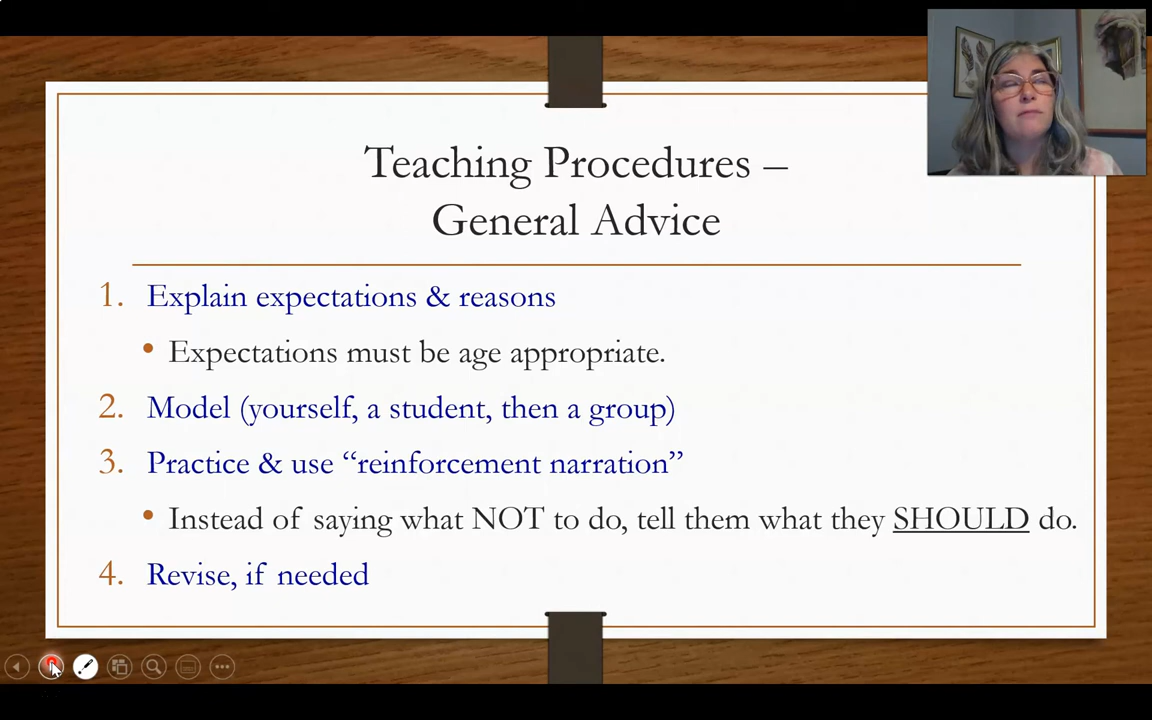 Teaching Procedures –
General Advice
1. Explain expectations & reasons
• Expectations must be age appropriate.
2. Model (yourself, a student, then a group)
3. Practice & use “reinforcement narration”
• Instead of saying what NOT to do, tell them what they SHOULD do.
4. Revise, if needed